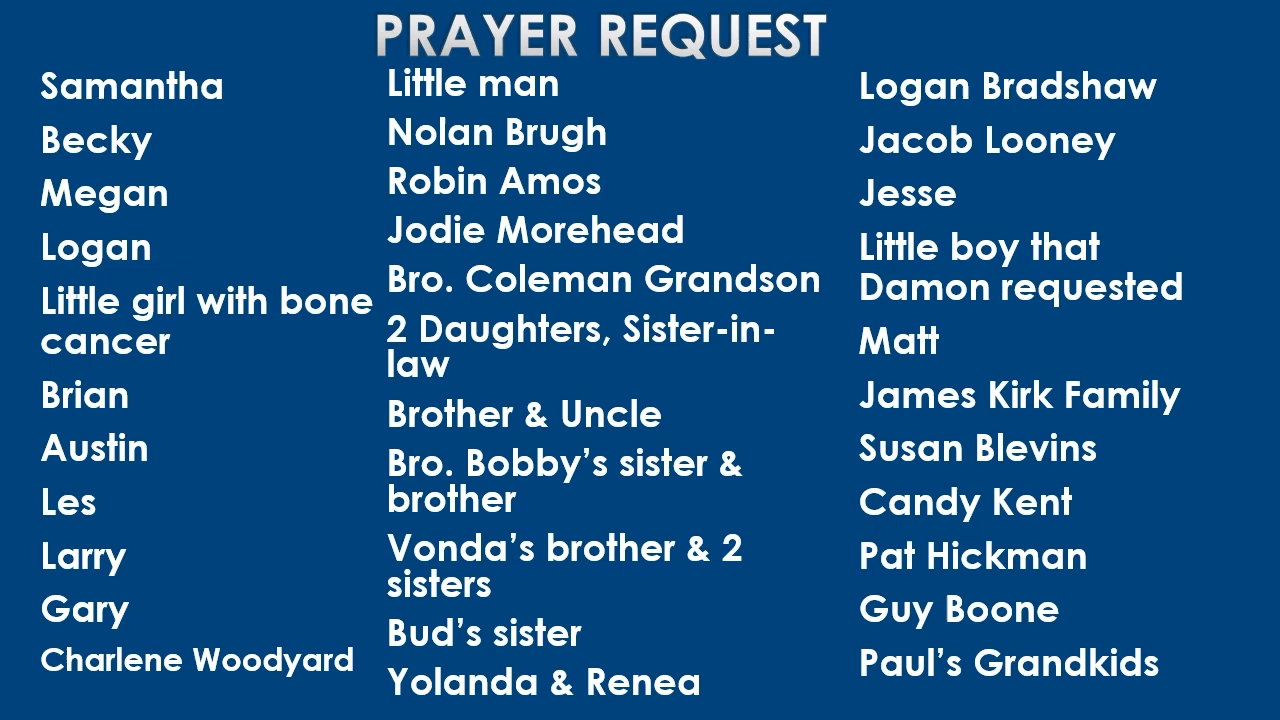 PRAYER REQUEST
Samantha
Becky
Megan
Logan
Little girl with bone
cancer
Brian
Austin
Les
Larry
Gary
Charlene Woodyard
Little man
Nolan Brugh
Robin Amos
Jodie Morehead
Bro. Coleman Grandson
2 Daughters, Sister-in-
law
Brother & Uncle
Bro. Bobby’s sister &
brother
Vonda’s brother & 2
sisters
Bud’s sister
Yolanda & Renea
Logan Bradshaw
Jacob Looney
Jesse
Little boy that
Damon requested
Matt
James Kirk Family
Susan Blevins
Candy Kent
Pat Hickman
Guy Boone
Paul’s Grandkids